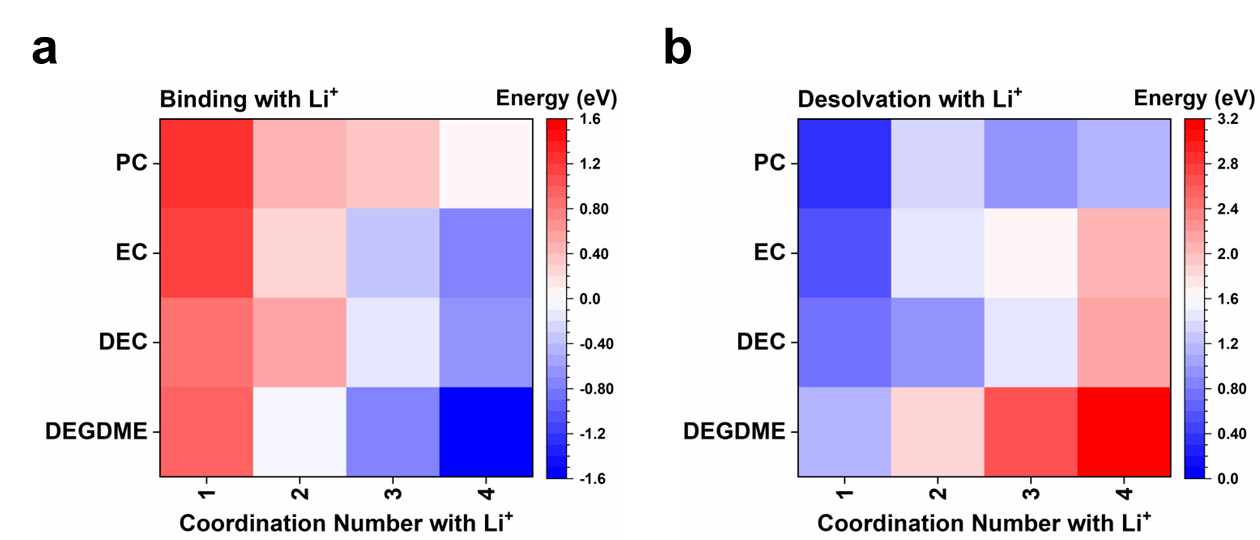 a
Binding with Li+
Energy (eV)
PC
EC
DEC
DEGDME
1
2
3
4
Coordination Number with Li+
1.6
1.2
0.80
0.40
0.0
-0.40
-0.80
-1.2
-1.6
b
Desolvation with Li+
Energy (eV)
PC
EC
DEC
DEGDME
1
2
3
4
Coordination Number with Li+
3.2
2.8
2.4
2.0
1.6
1.2
0.80
0.40
0.0